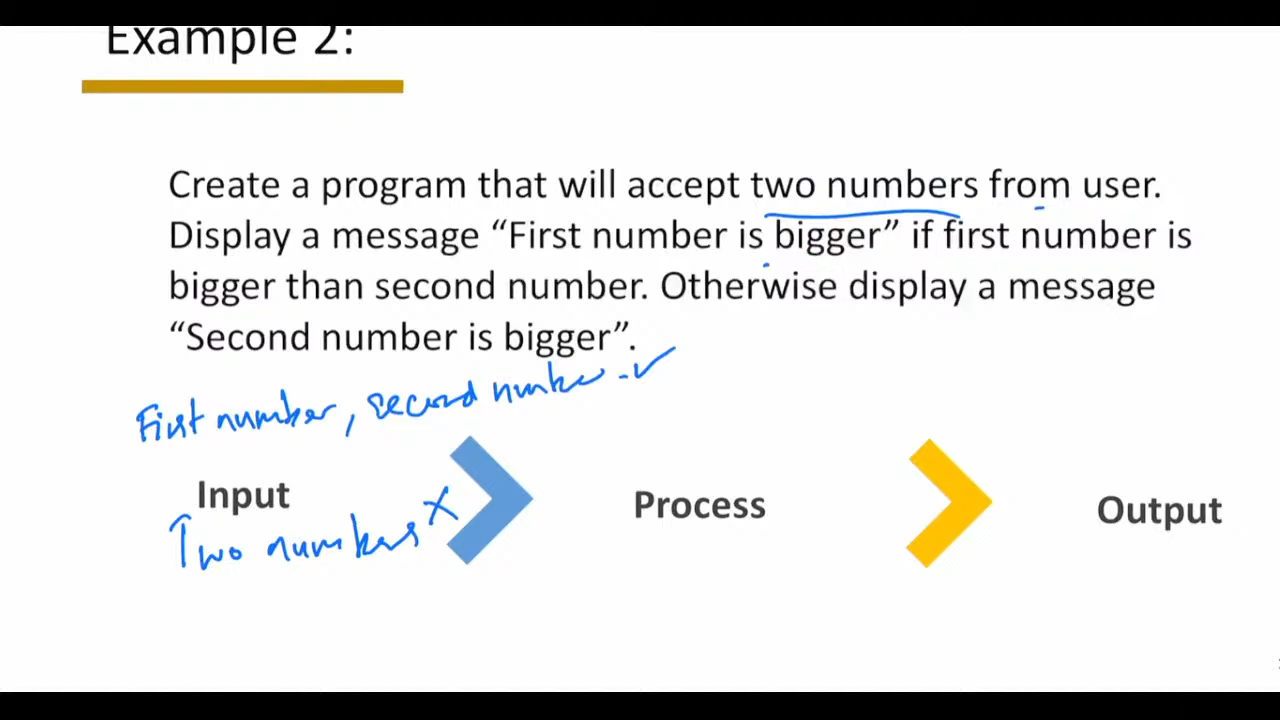 Example 2:
Create a program that will accept two numbers from user.
Display a message “First number is bigger” if first number is
bigger than second number. Otherwise display a message
“Second number is bigger”.
First number, second number.
Input
Process
Output
Two numbers